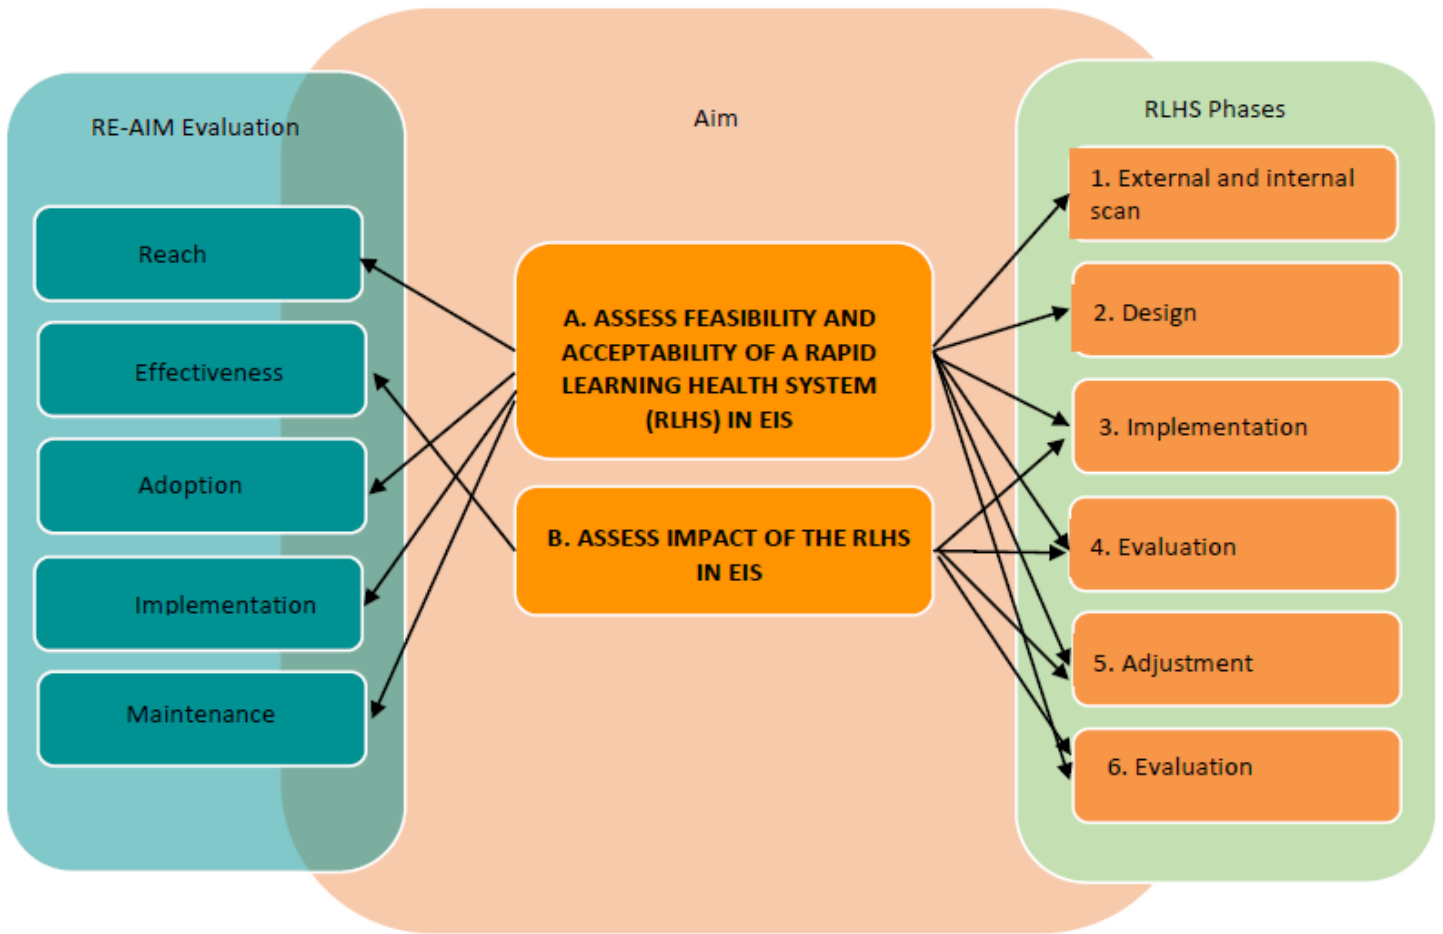 RE-AIM Evaluation
Reach
Effectiveness
Adoption
Implementation
Maintenance
Aim
A. ASSESS FEASIBILITY AND
ACCEPTABILITY OF A RAPID
LEARNING HEALTH SYSTEM
(RLHS) IN EIS
B. ASSESS IMPACT OF THE RLHS
IN EIS
RLHS Phases
1. External and internal
scan
2. Design
3. Implementation
4. Evaluation
5. Adjustment
6. Evaluation